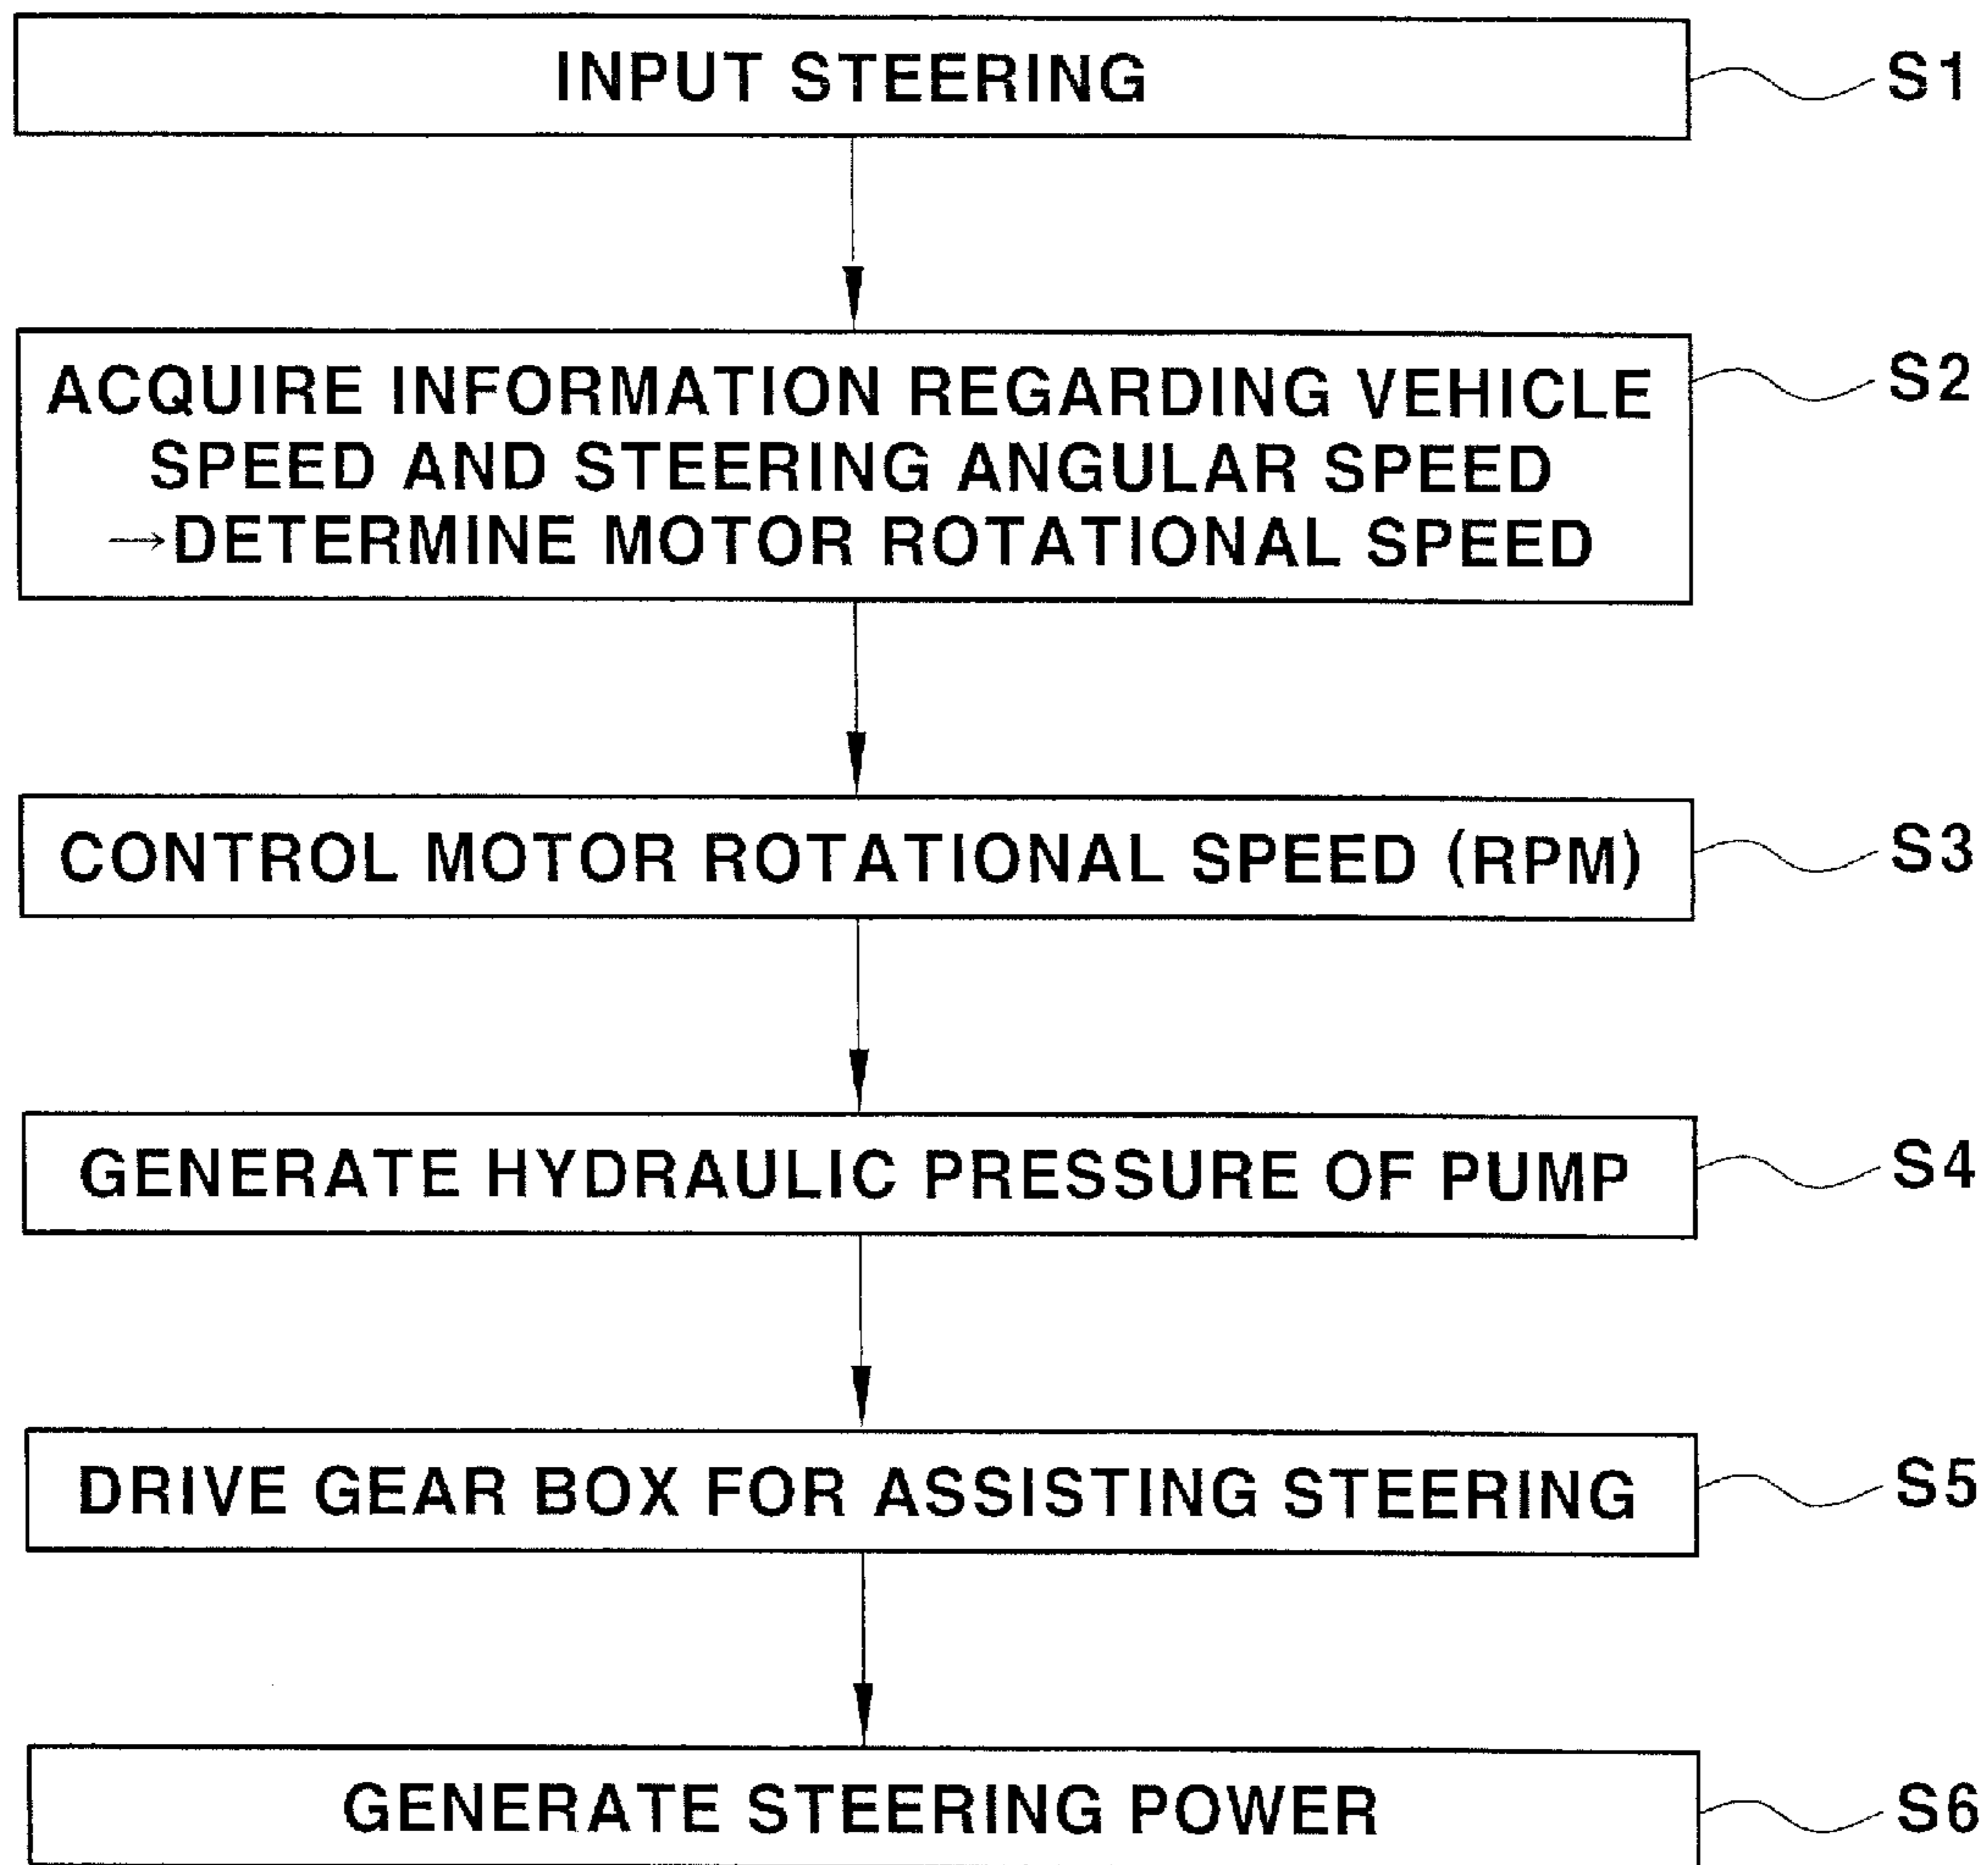 INPUT STEERING
S1
ACQUIRE INFORMATION REGARDING VEHICLE
SPEED AND STEERING ANGULAR SPEED
→DETERMINE MOTOR ROTATIONAL SPEED
S2
CONTROL MOTOR ROTATIONAL SPEED (RPM)
S3
GENERATE HYDRAULIC PRESSURE OF PUMP
S4
DRIVE GEAR BOX FOR ASSISTING STEERING
S5
GENERATE STEERING POWER
S6